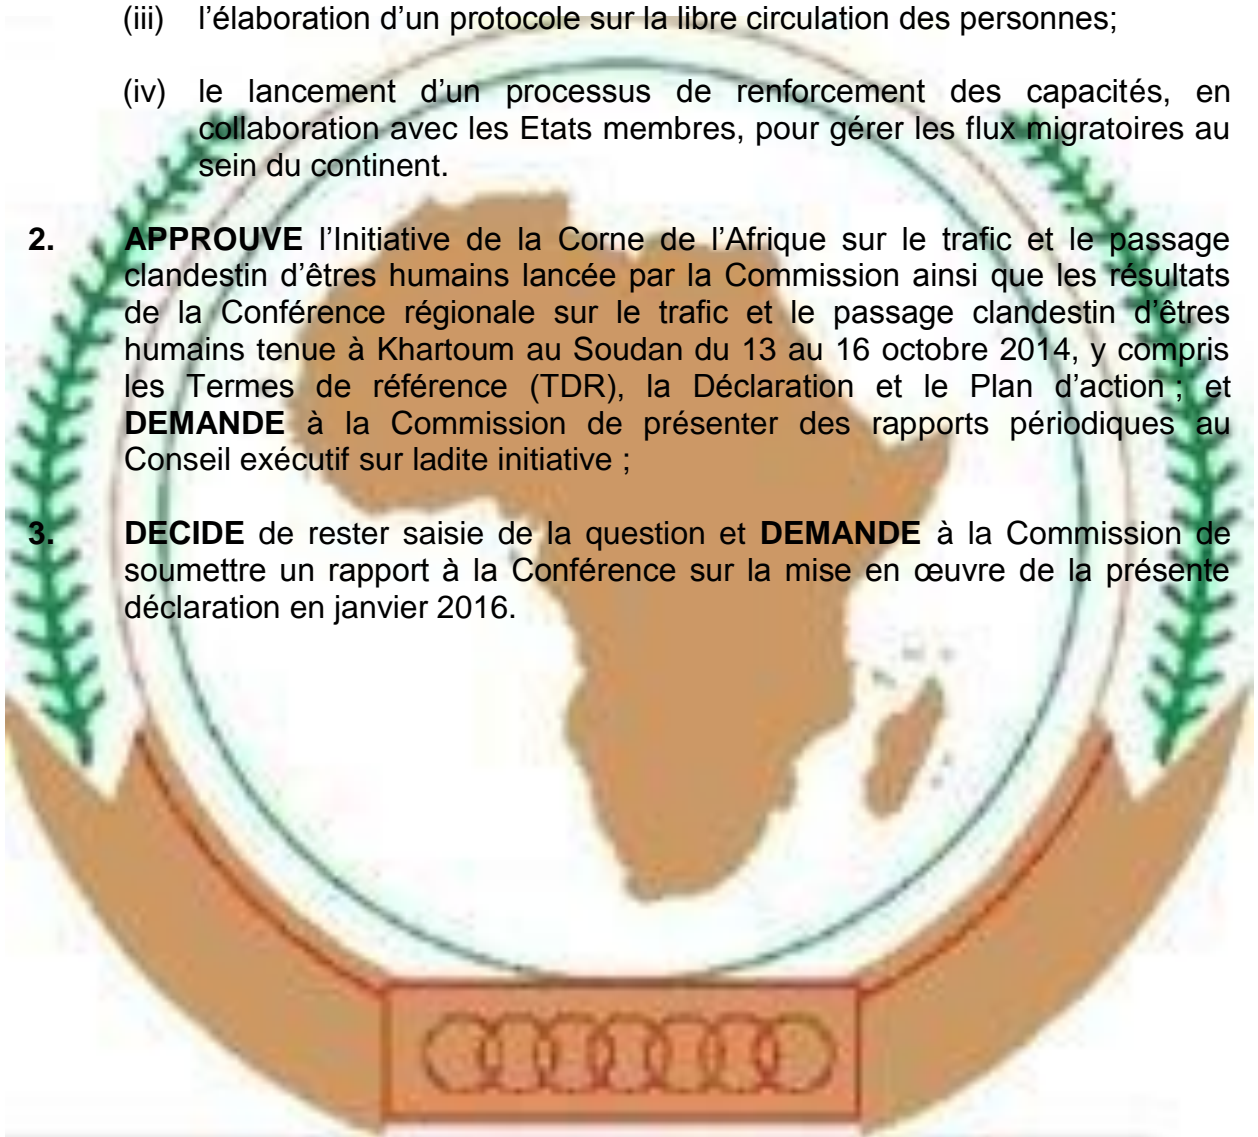 (iii) l’élaboration d’un protocole sur la libre circulation des personnes;
(iv) le lancement d’un processus de renforcement des capacités, en
collaboration avec les Etats membres, pour gérer les flux migratoires au
sein du continent.
2. APPROUVE l’Initiative de la Corne de l’Afrique sur le trafic et le passage
clandestin d’êtres humains lancée par la Commission ainsi que les résultats
de la Conférence régionale sur le trafic et le passage clandestin d’êtres
humains tenue à Khartoum au Soudan du 13 au 16 octobre 2014, y compris
les Termes de référence (TDR), la Déclaration et le Plan d’action ; et
DEMANDE à la Commission de présenter des rapports périodiques au
Conseil exécutif sur ladite initiative ;
3. DECIDE de rester saisie de la question et DEMANDE à la Commission de
soumettre un rapport à la Conférence sur la mise en œuvre de la présente
déclaration en janvier 2016.